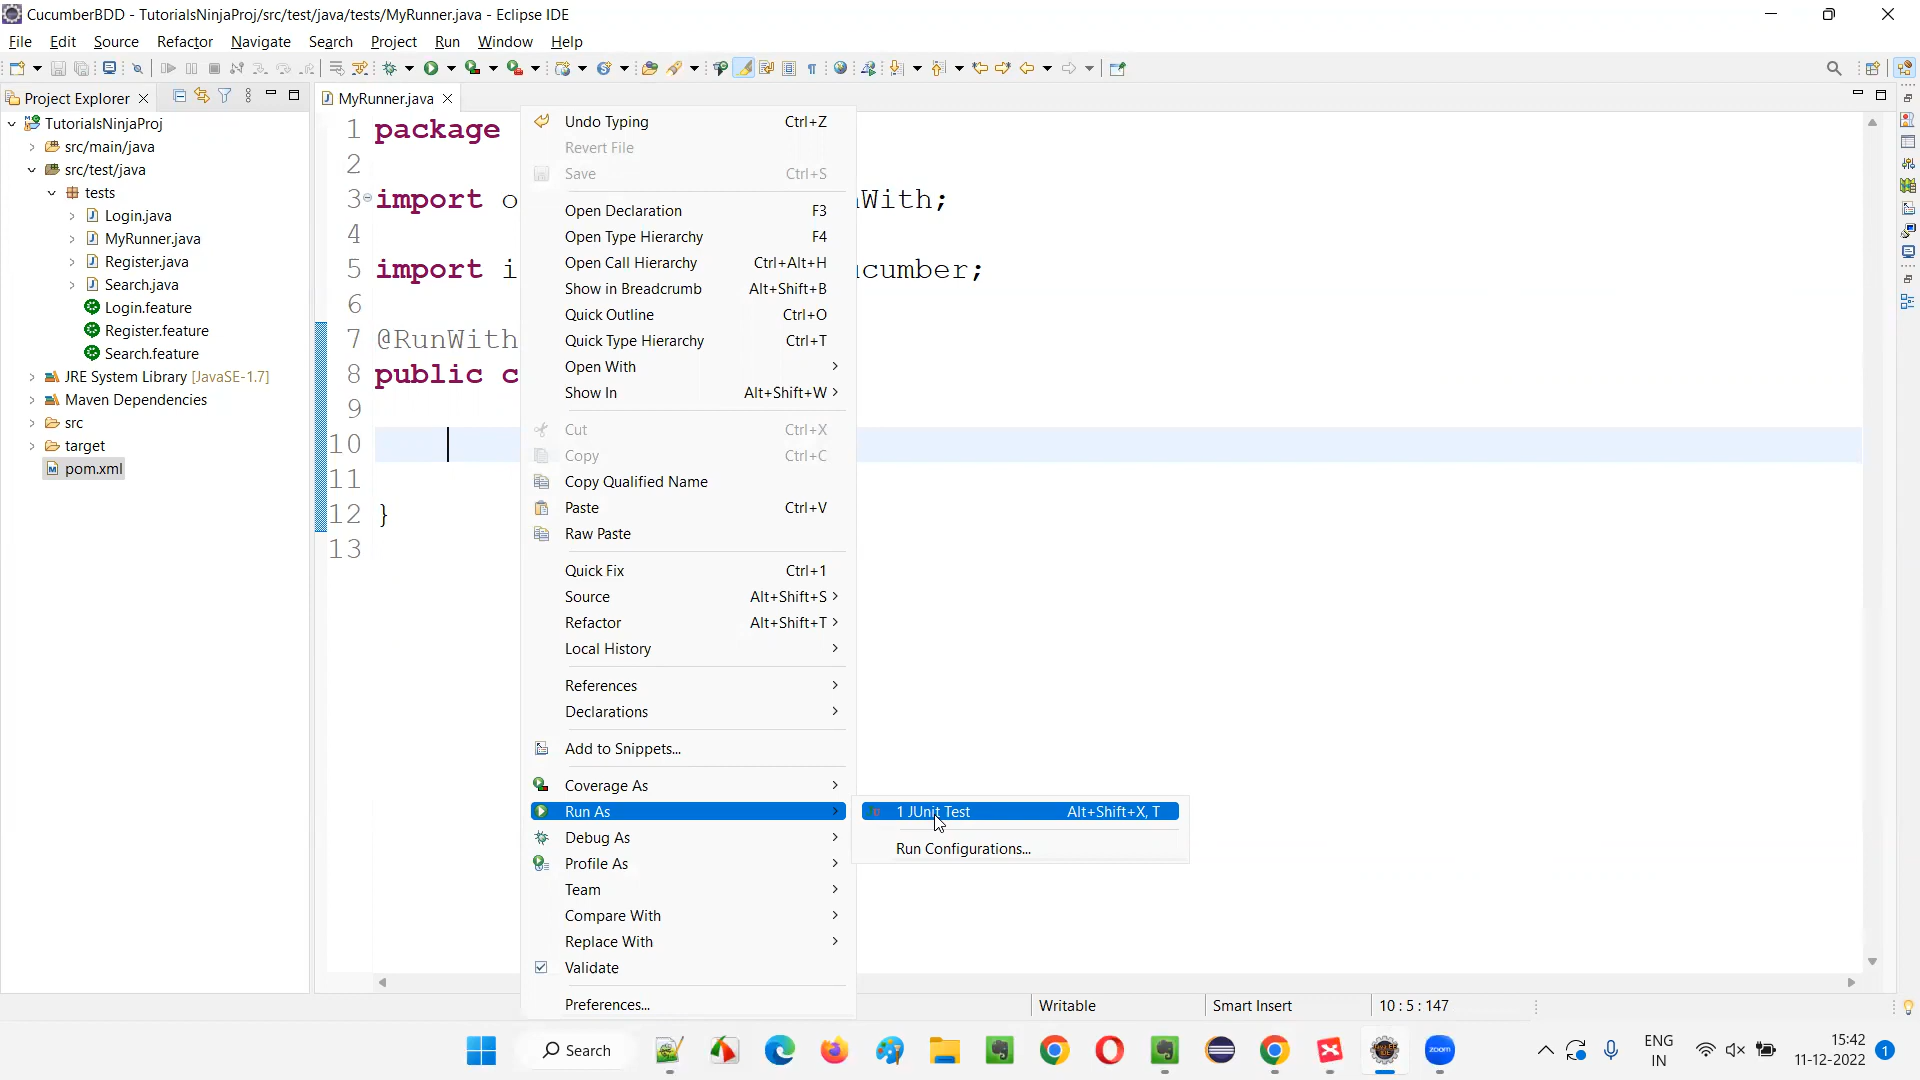 CucumberBDD - TutorialsNinjaProj/src/test/java/tests/MyRunner.java - Eclipse IDE
File Edit Source Refactor Navigate Search Project Run Window Help
Project Explorer
TutorialsNinjaProj
src/main/java
src/test/java
tests
Login.java
MyRunner.java
Register.java
Search.java
Login.feature
Register.feature
Search.feature
JRE System Library [JavaSE-1.7]
Maven Dependencies
src
target
pom.xml
MyRunner.java
1 package
2
3 import o With;
4
5 import i cumber;
6
7 @RunWith
8 public c
9
10
11
12 }
13
Undo Typing Ctrl+Z
Revert File
Save Ctrl+S
Open Declaration F3
Open Type Hierarchy F4
Open Call Hierarchy Ctrl+Alt+H
Show in Breadcrumb Alt+Shift+B
Quick Outline Ctrl+O
Quick Type Hierarchy Ctrl+T
Open With
Show In Alt+Shift+W
Cut Ctrl+X
Copy Ctrl+C
Copy Qualified Name
Paste Ctrl+V
Raw Paste
Quick Fix Ctrl+1
Source Alt+Shift+S
Refactor Alt+Shift+T
Local History
References
Declarations
Add to Snippets...
Coverage As
Run As
Debug As
Profile As
Team
Compare With
Replace With
Validate
Preferences...
1 JUnit Test Alt+Shift+X, T
Run Configurations...
Writable Smart Insert 10 : 5 : 147
Search
zoom
ENG
IN
15:42
11-12-2022
1